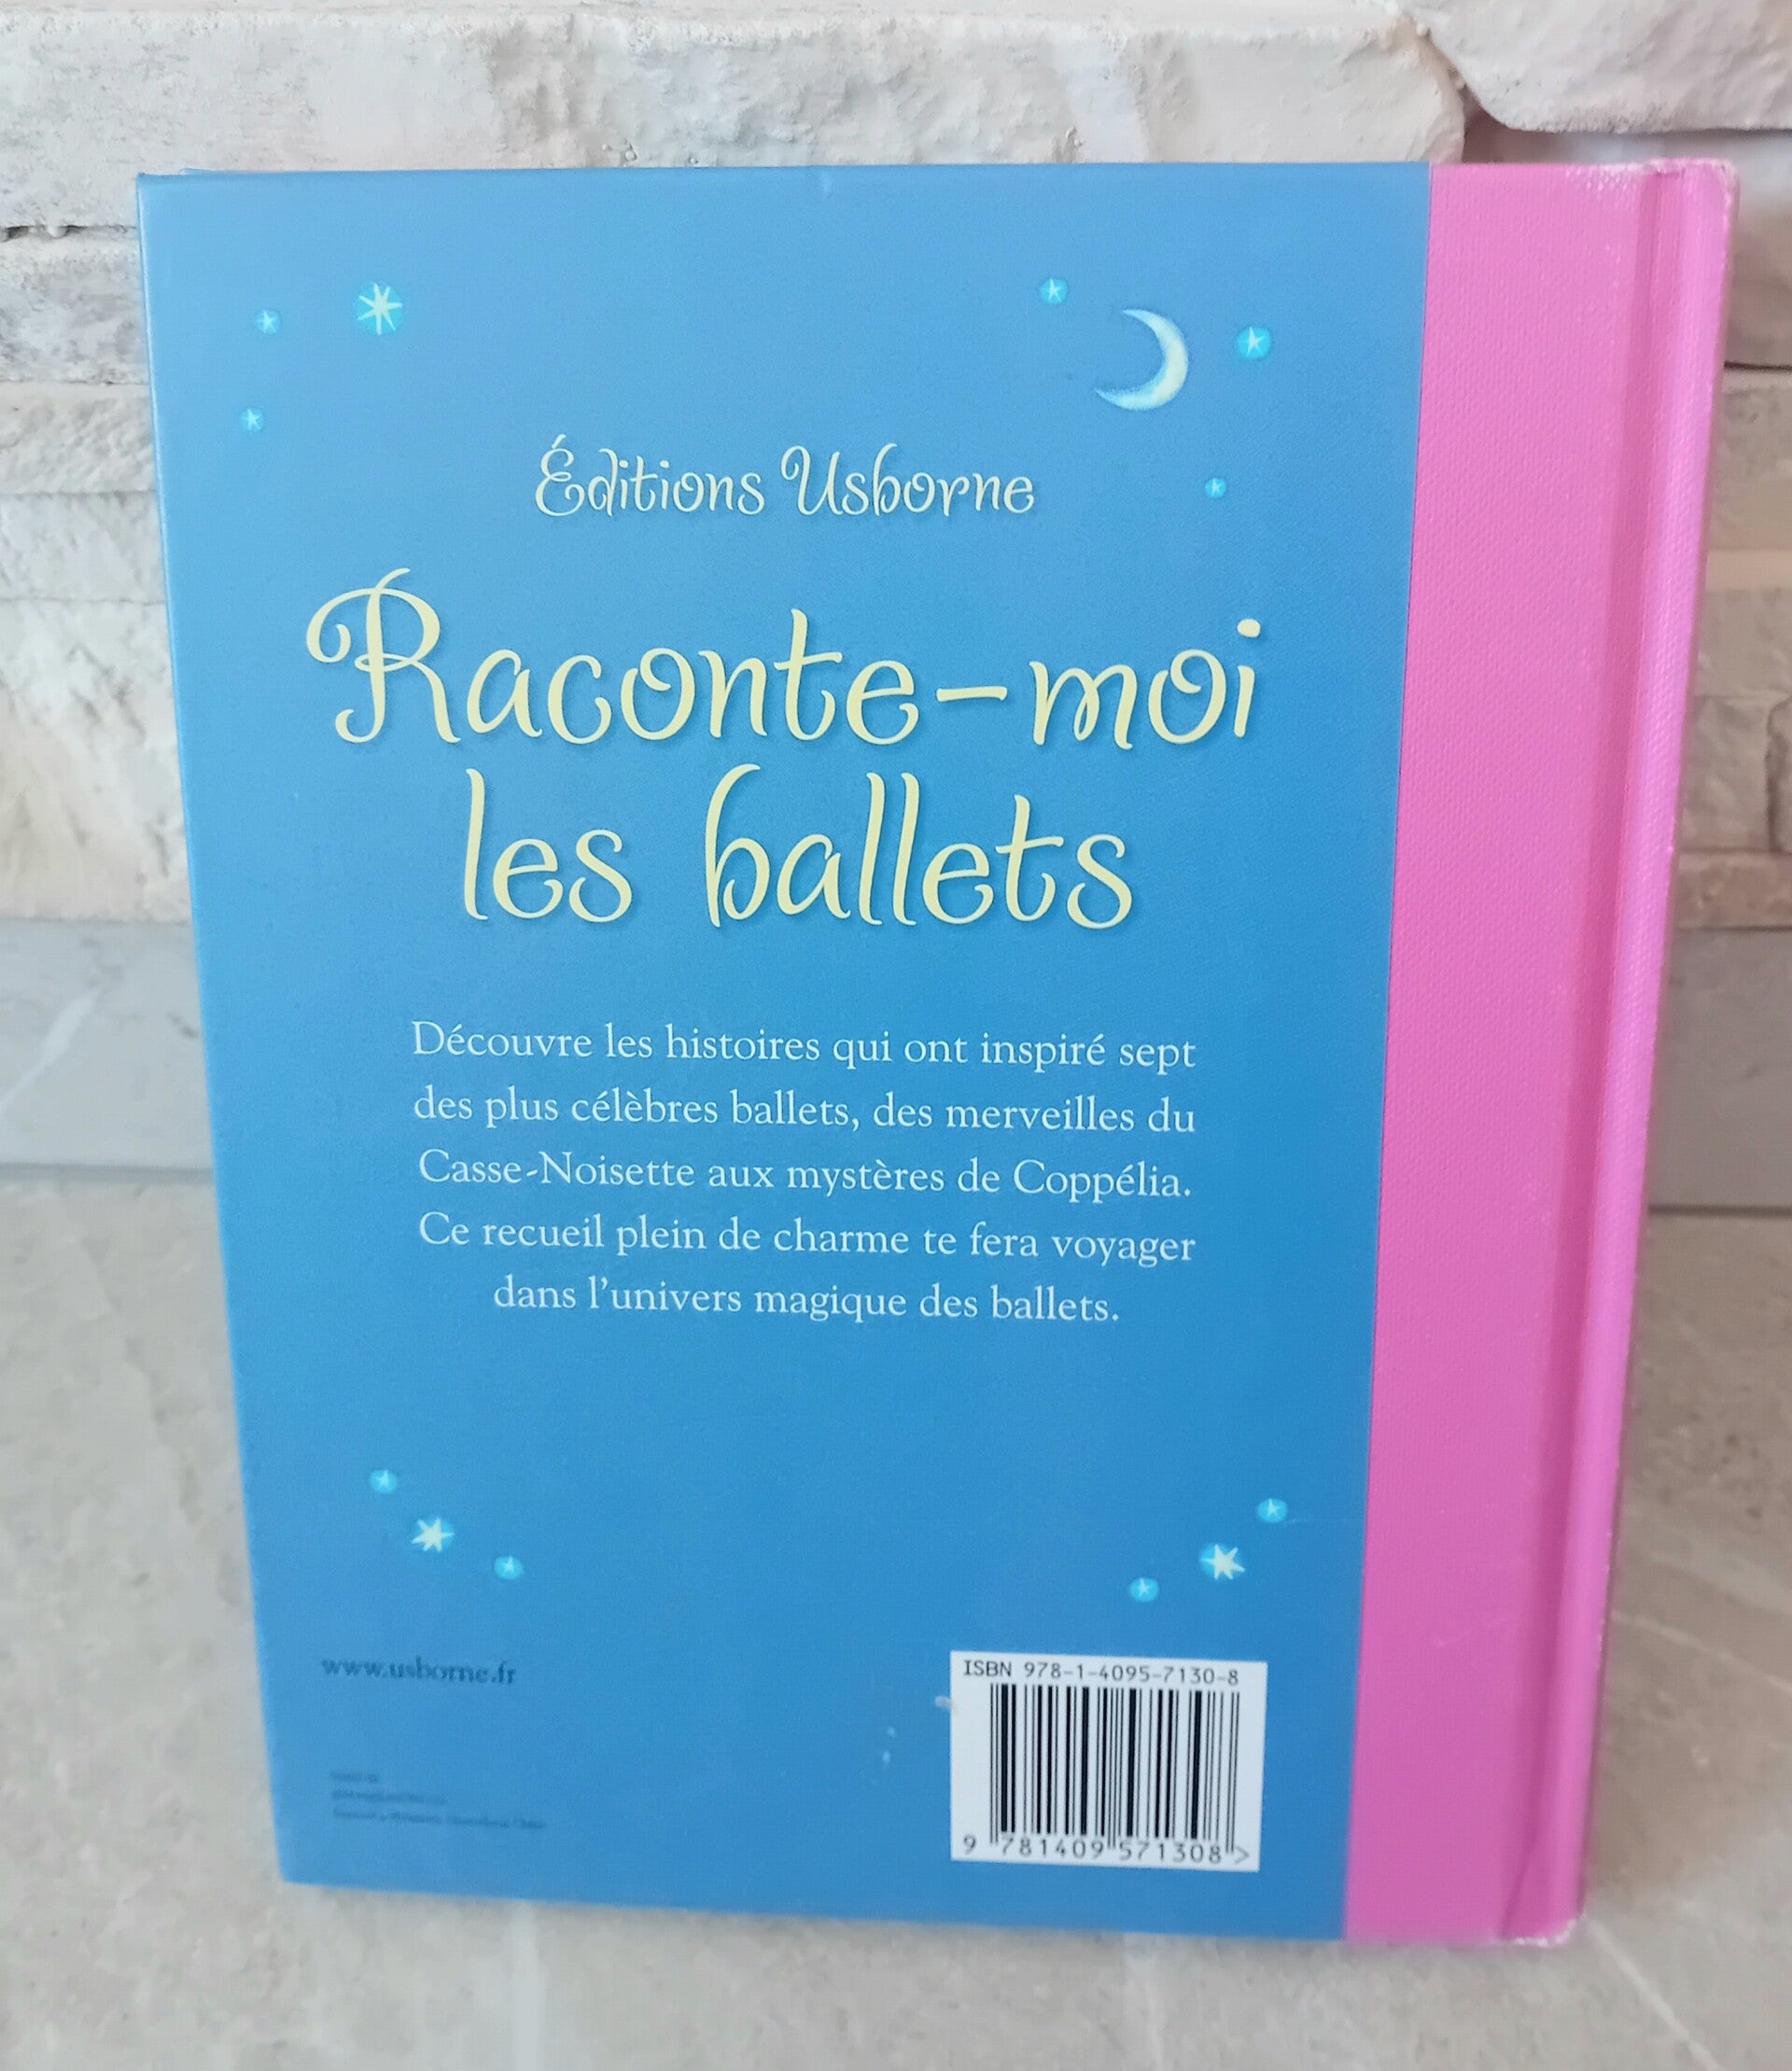 Éditions Usborne
Raconte-moi
les ballets
Découvre les histoires qui ont inspiré sept
des plus célèbres ballets, des merveilles du
Casse-Noisette aux mystères de Coppélia.
Ce recueil plein de charme te fera voyager
dans l'univers magique des ballets.
www.usborne.fr
ISBN 978-1-4095-7130-8
9 781409 571308 >